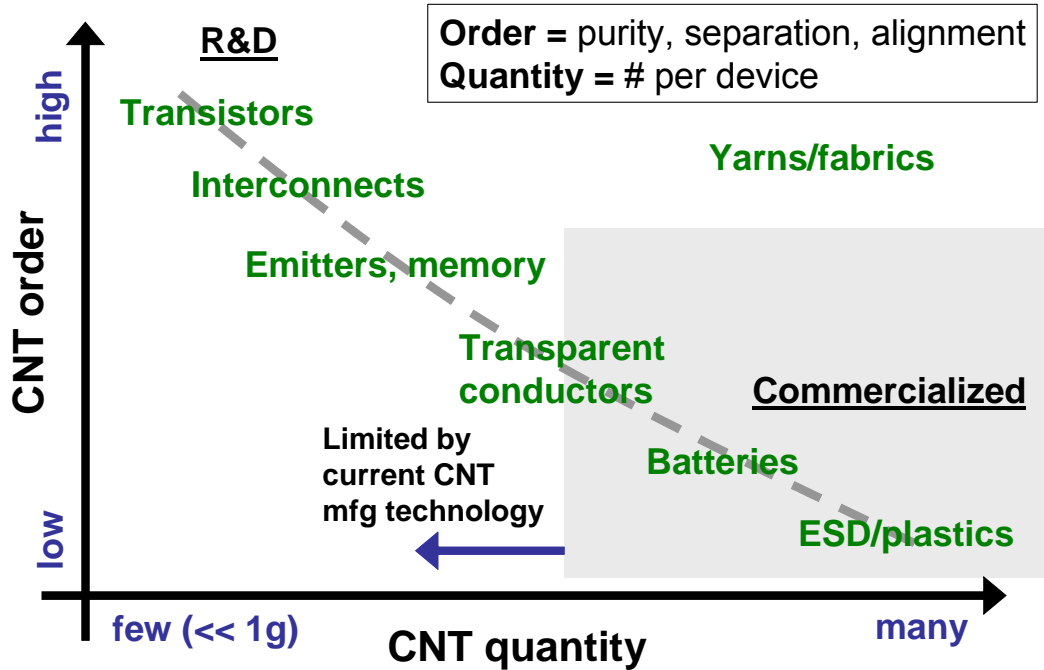 R&D
Order = purity, separation, alignment
Quantity = # per device
high
Transistors
Yarns/fabrics
Interconnects
Emitters, memory
CNT order
Transparent
conductors
Commercialized
Limited by
current CNT
mfg technology
Batteries
low
ESD/plastics
few (<< 1g)
CNT quantity
many